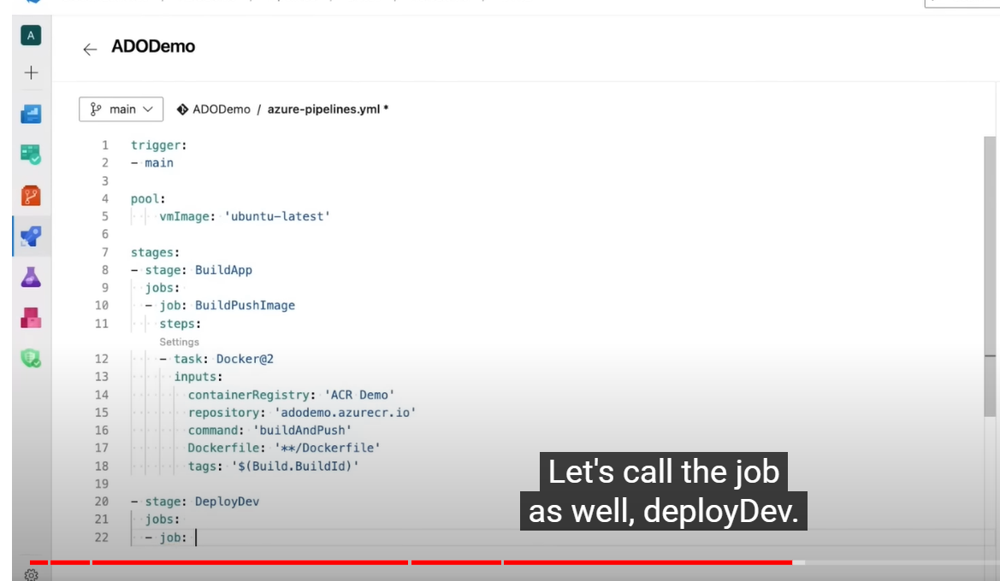 A
ADODemo
main
ADODemo / azure-pipelines.yml *
1 trigger:
2 - main
3
4 pool:
5 vmImage: 'ubuntu-latest'
6
7 stages:
8 - stage: BuildApp
9 jobs:
10 - job: BuildPushImage
11 steps:
Settings
12 - task: Docker@2
13 inputs:
14 containerRegistry: 'ACR Demo'
15 repository: 'adodemo.azurecr.io'
16 command: 'buildAndPush'
17 Dockerfile: '**/Dockerfile'
18 tags: '$(Build.BuildId)'
19
20 - stage: DeployDev
21 jobs:
22 - job:
Let's call the job
as well, deployDev.